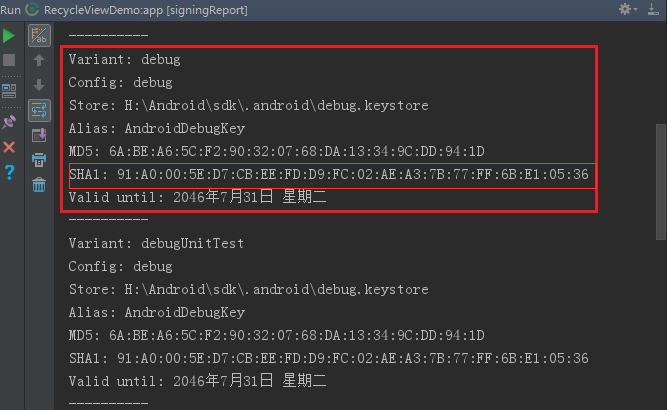 Run RecycleViewDemo:app [signingReport]
----------
Variant: debug
Config: debug
Store: H:\Android\sdk\.android\debug.keystore
Alias: AndroidDebugKey
MD5: 6A:BE:A6:5C:F2:90:32:07:68:DA:13:34:9C:DD:94:1D
SHA1: 91:A0:00:5E:D7:CB:EE:FD:D9:FC:02:AE:A3:7B:77:FF:6B:E1:05:36
Valid until: 2046年7月31日 星期二
----------
Variant: debugUnitTest
Config: debug
Store: H:\Android\sdk\.android\debug.keystore
Alias: AndroidDebugKey
MD5: 6A:BE:A6:5C:F2:90:32:07:68:DA:13:34:9C:DD:94:1D
SHA1: 91:A0:00:5E:D7:CB:EE:FD:D9:FC:02:AE:A3:7B:77:FF:6B:E1:05:36
Valid until: 2046年7月31日 星期二
----------